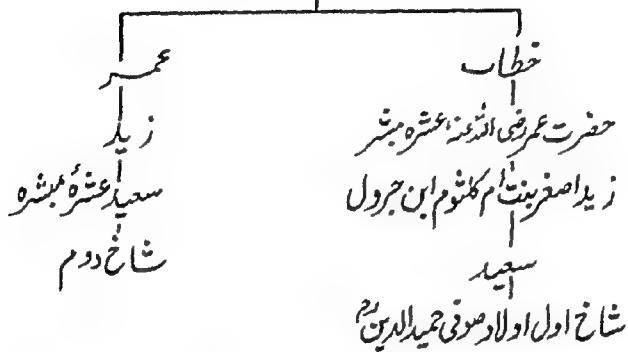 خطاب
حضرت عمر رضی اللہ عنہ، عشرہ مبشر
زید اصغر بنت ام کلثوم ابن جرول
سعید
شاخ اول اولاد صوفی حمید الدین رح
عمر
زید
سعید عشرۂ مبشرہ
شاخ دوم